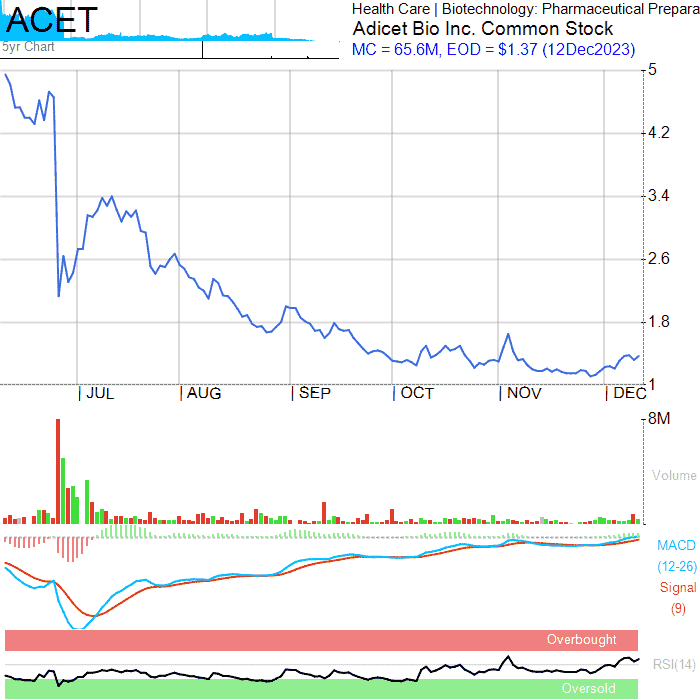 ACET
5yr Chart
Health Care | Biotechnology: Pharmaceutical Prepara
Adicet Bio Inc. Common Stock
MC = 65.6M, EOD = $1.37 (12Dec2023)
5
4.2
3.4
2.6
1.8
1
| JUL | AUG | SEP | OCT | NOV | DEC
8M
Volume
MACD
(12-26)
Signal
(9)
Overbought
RSI(14)
Oversold